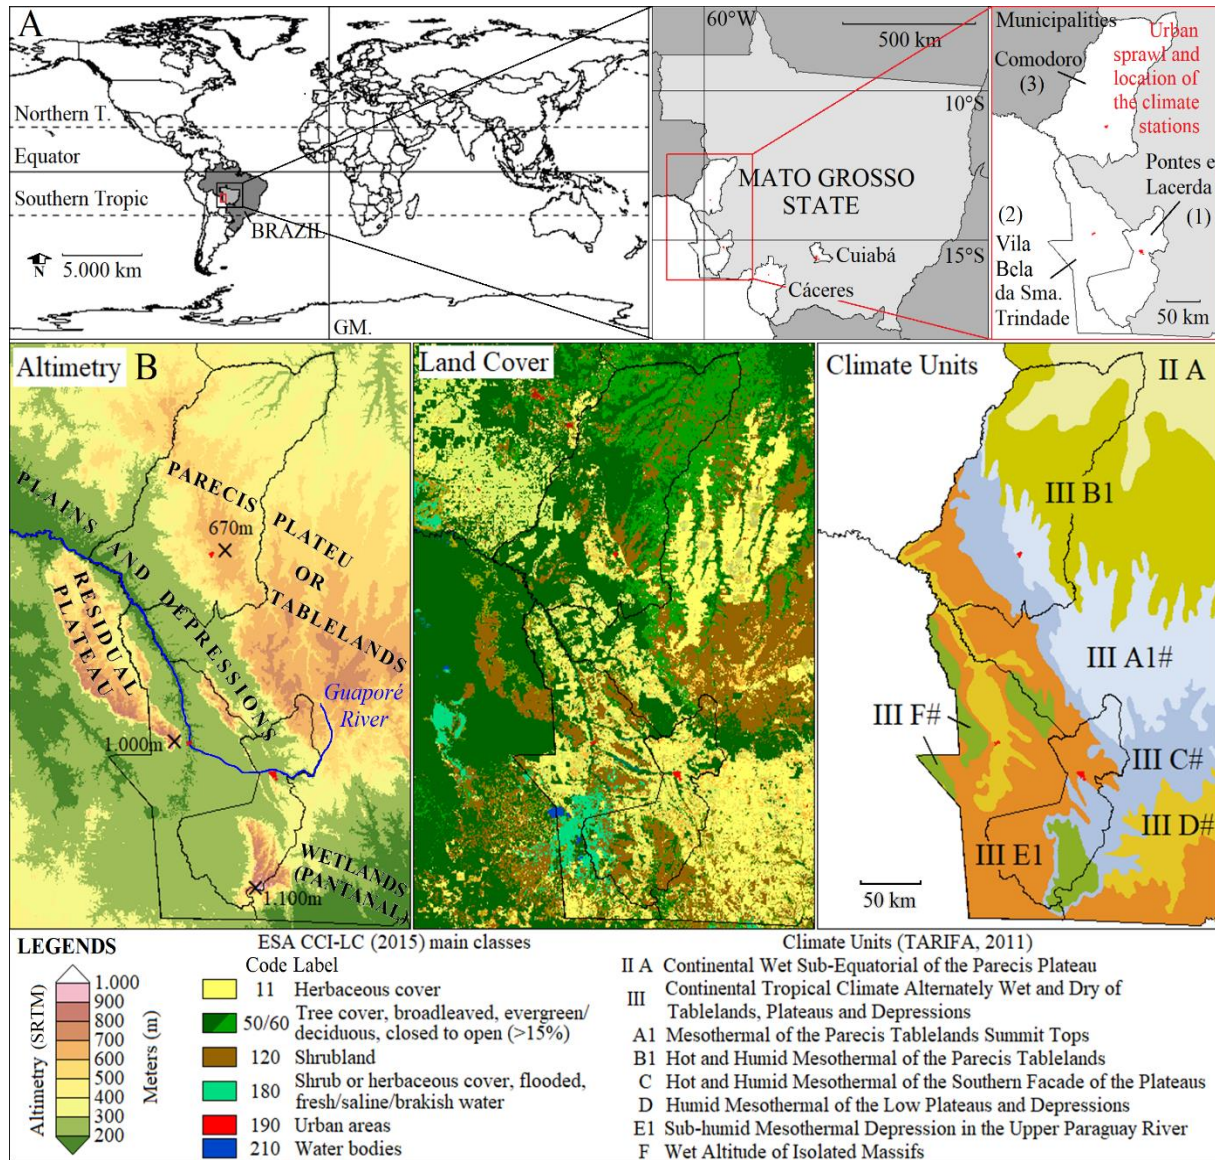 A
Northern T.
Equator
Southern Tropic
BRAZIL
N
5.000 km
GM.
60°W
500 km
10°S
MATO GROSSO
STATE
15°S
Cuiabá
Cáceres
Municipalities
Comodoro
(3)
Urban
sprawl and
location of
the climate
stations
Pontes e
Lacerda
(1)
(2)
Vila
Bela
da Sma.
Trindade
50 km
Altimetry
B
PARECIS
PLATEU
OR
TABLELANDS
670m
PLAINS AND DEPRESSIONS
RESIDUAL
PLATEAU
Guaporé
River
1.000m
WETLANDS
(PANTANAL)
1.100m
Land Cover
Climate Units
II A
III B1
III A1#
III F#
III C#
III D#
III E1
50 km
LEGENDS
Altimetry (SRTM)
1.000
900
800
700
600
500
400
300
200
Meters (m)
ESA CCI-LC (2015) main classes
Code Label
11 Herbaceous cover
50/60 Tree cover, broadleaved, evergreen/
deciduous, closed to open (>15%)
120 Shrubland
180 Shrub or herbaceous cover, flooded,
fresh/saline/brakish water
190 Urban areas
210 Water bodies
Climate Units (TARIFA, 2011)
II A Continental Wet Sub-Equatorial of the Parecis Plateau
III Continental Tropical Climate Alternately Wet and Dry of
Tablelands, Plateaus and Depressions
A1 Mesothermal of the Parecis Tablelands Summit Tops
B1 Hot and Humid Mesothermal of the Parecis Tablelands
C Hot and Humid Mesothermal of the Southern Facade of the Plateaus
D Humid Mesothermal of the Low Plateaus and Depressions
E1 Sub-humid Mesothermal Depression in the Upper Paraguay River
F Wet Altitude of Isolated Massifs